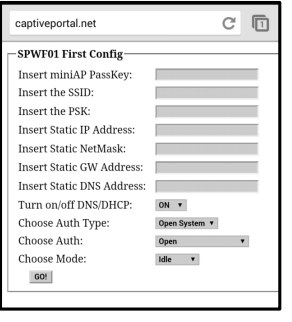 captiveportal.net
1
SPWF01 First Config
Insert miniAP PassKey:
Insert the SSID:
Insert the PSK:
Insert Static IP Address:
Insert Static NetMask:
Insert Static GW Address:
Insert Static DNS Address:
Turn on/off DNS/DHCP: ON
Choose Auth Type: Open System
Choose Auth: Open
Choose Mode: Idle
GO!